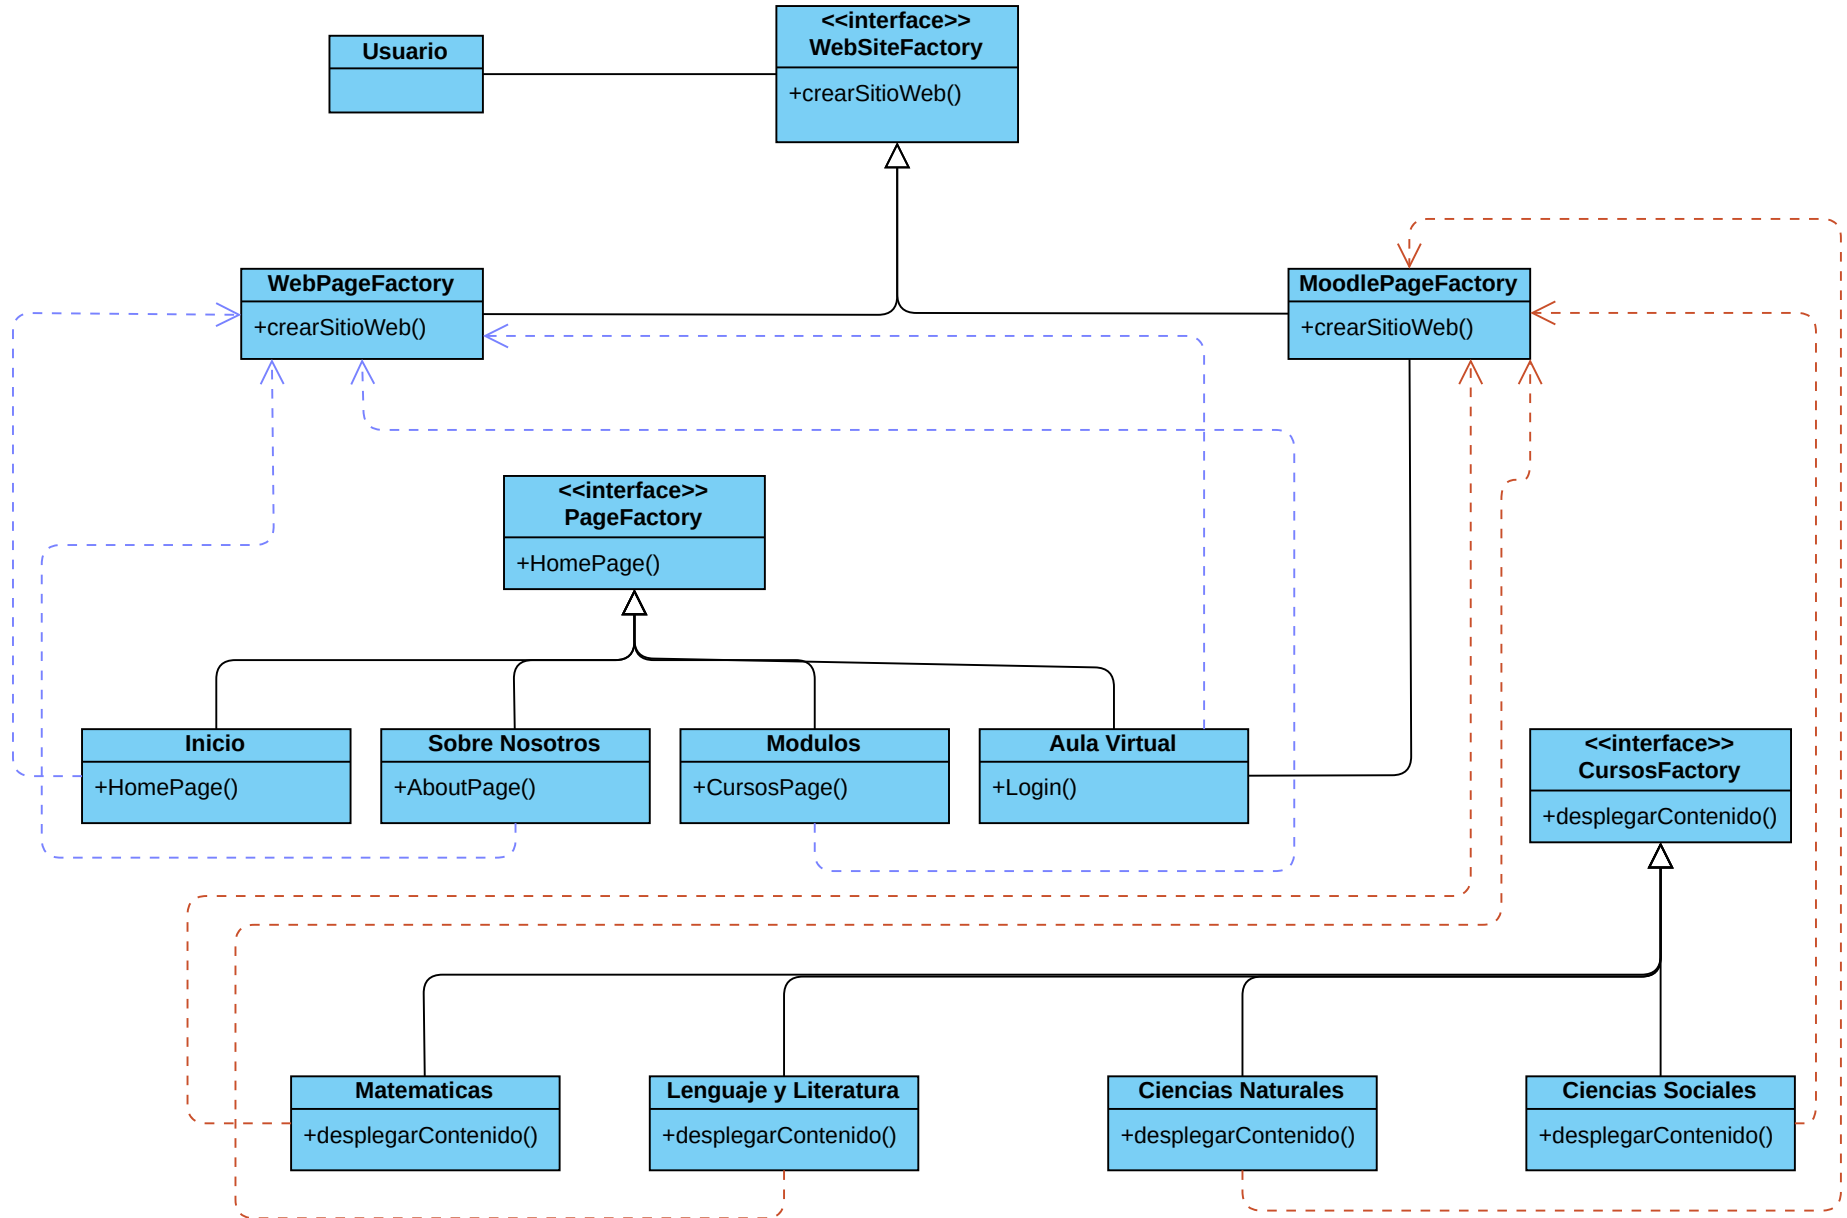 <<interface>>
WebSiteFactory
+crearSitioWeb()
Usuario
WebPageFactory
+crearSitioWeb()
MoodlePageFactory
+crearSitioWeb()
<<interface>>
PageFactory
+HomePage()
Inicio
+HomePage()
Sobre Nosotros
+AboutPage()
Modulos
+CursosPage()
Aula Virtual
+Login()
<<interface>>
CursosFactory
+desplegarContenido()
Matematicas
+desplegarContenido()
Lenguaje y Literatura
+desplegarContenido()
Ciencias Naturales
+desplegarContenido()
Ciencias Sociales
+desplegarContenido()